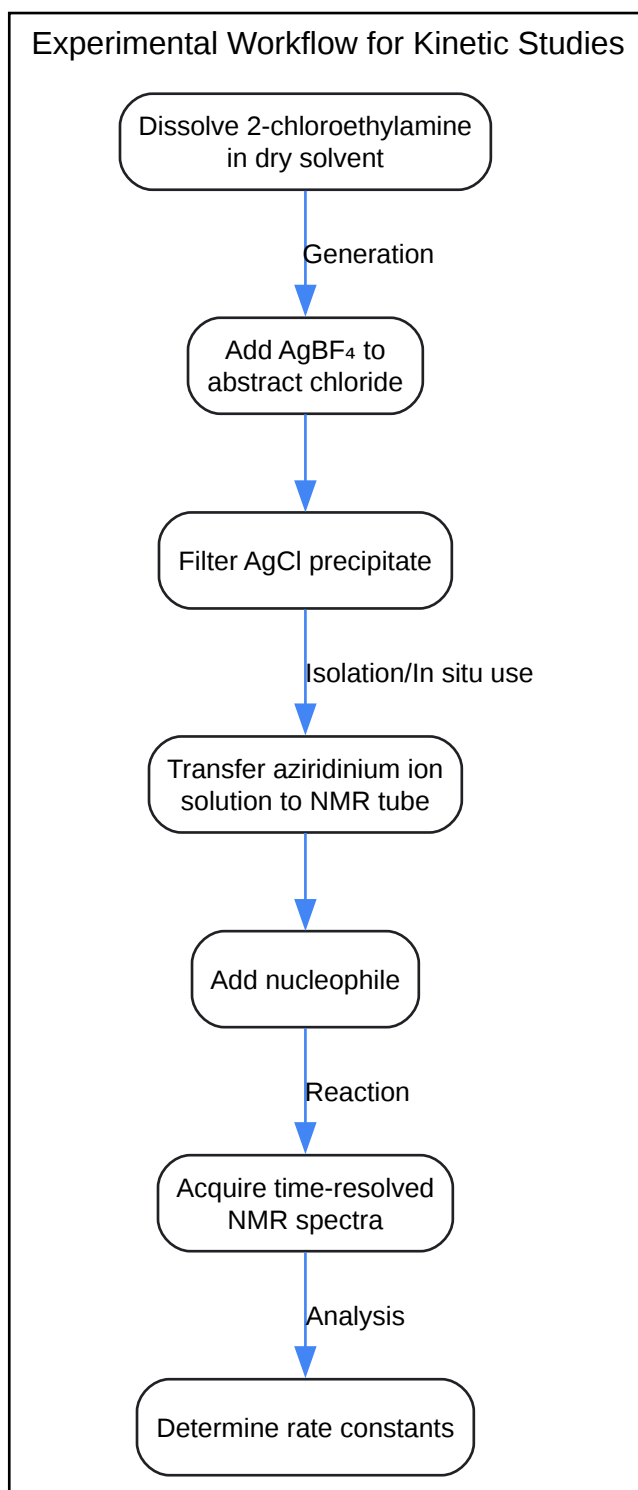 Experimental Workflow for Kinetic Studies
Dissolve 2-chloroethylamine
in dry solvent
Generation
Add AgBF₄ to
abstract chloride
Filter AgCl precipitate
Isolation/In situ use
Transfer aziridinium ion
solution to NMR tube
Add nucleophile
Reaction
Acquire time-resolved
NMR spectra
Analysis
Determine rate constants